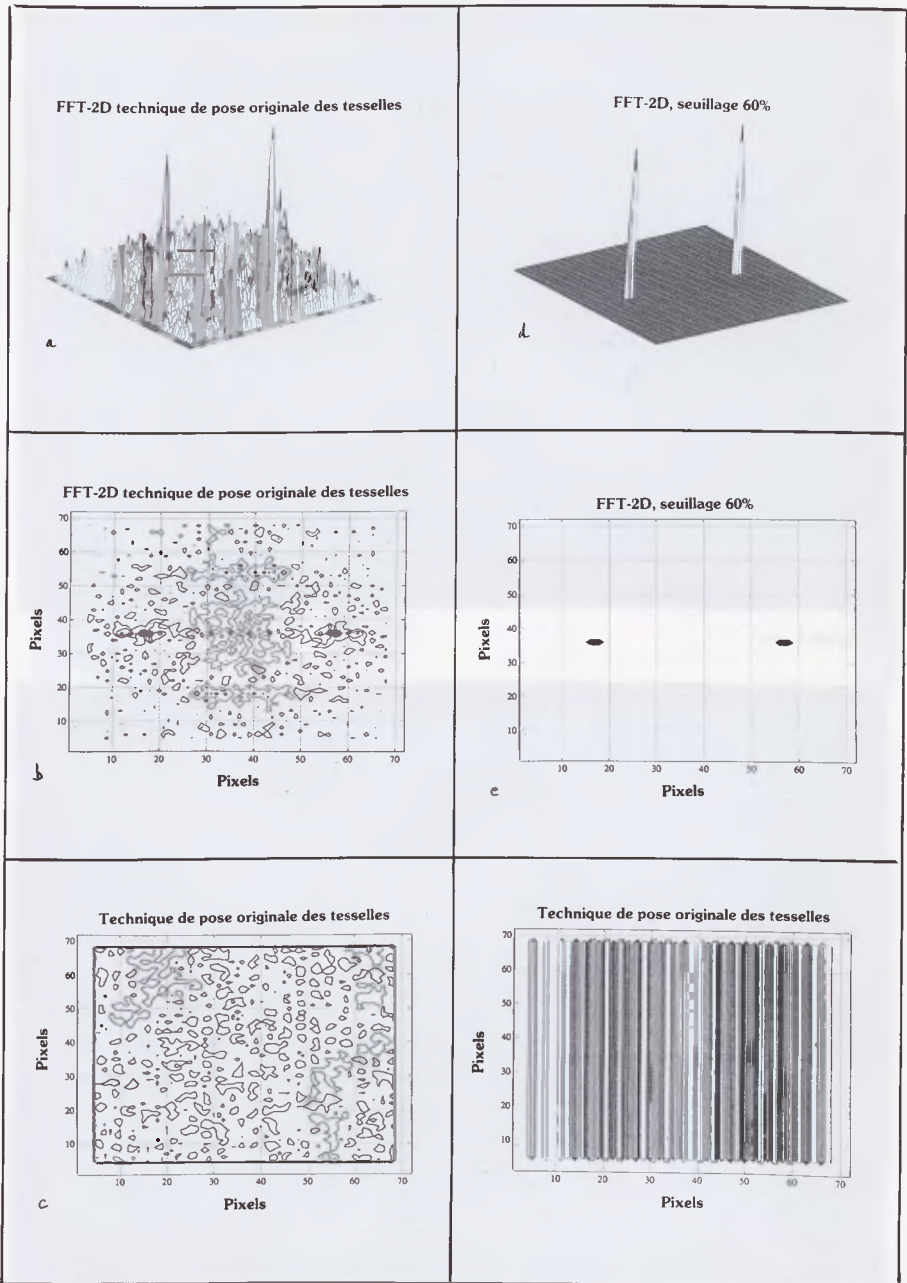 FFT-2D technique de pose originale des tesselles
a
FFT-2D, seuillage 60%
d
FFT-2D technique de pose originale des tesselles
70
60
50
40
30
20
10
Pixels
10 20 30 40 50 60 70
Pixels
b
FFT-2D, seuillage 60%
70
60
50
40
30
20
10
Pixels
10 20 30 40 50 60 70
Pixels
e
Technique de pose originale des tesselles
70
60
50
40
30
20
10
Pixels
10 20 30 40 50 60 70
Pixels
c
Technique de pose originale des tesselles
70
60
50
40
30
20
10
Pixels
10 20 30 40 50 60 70
Pixels